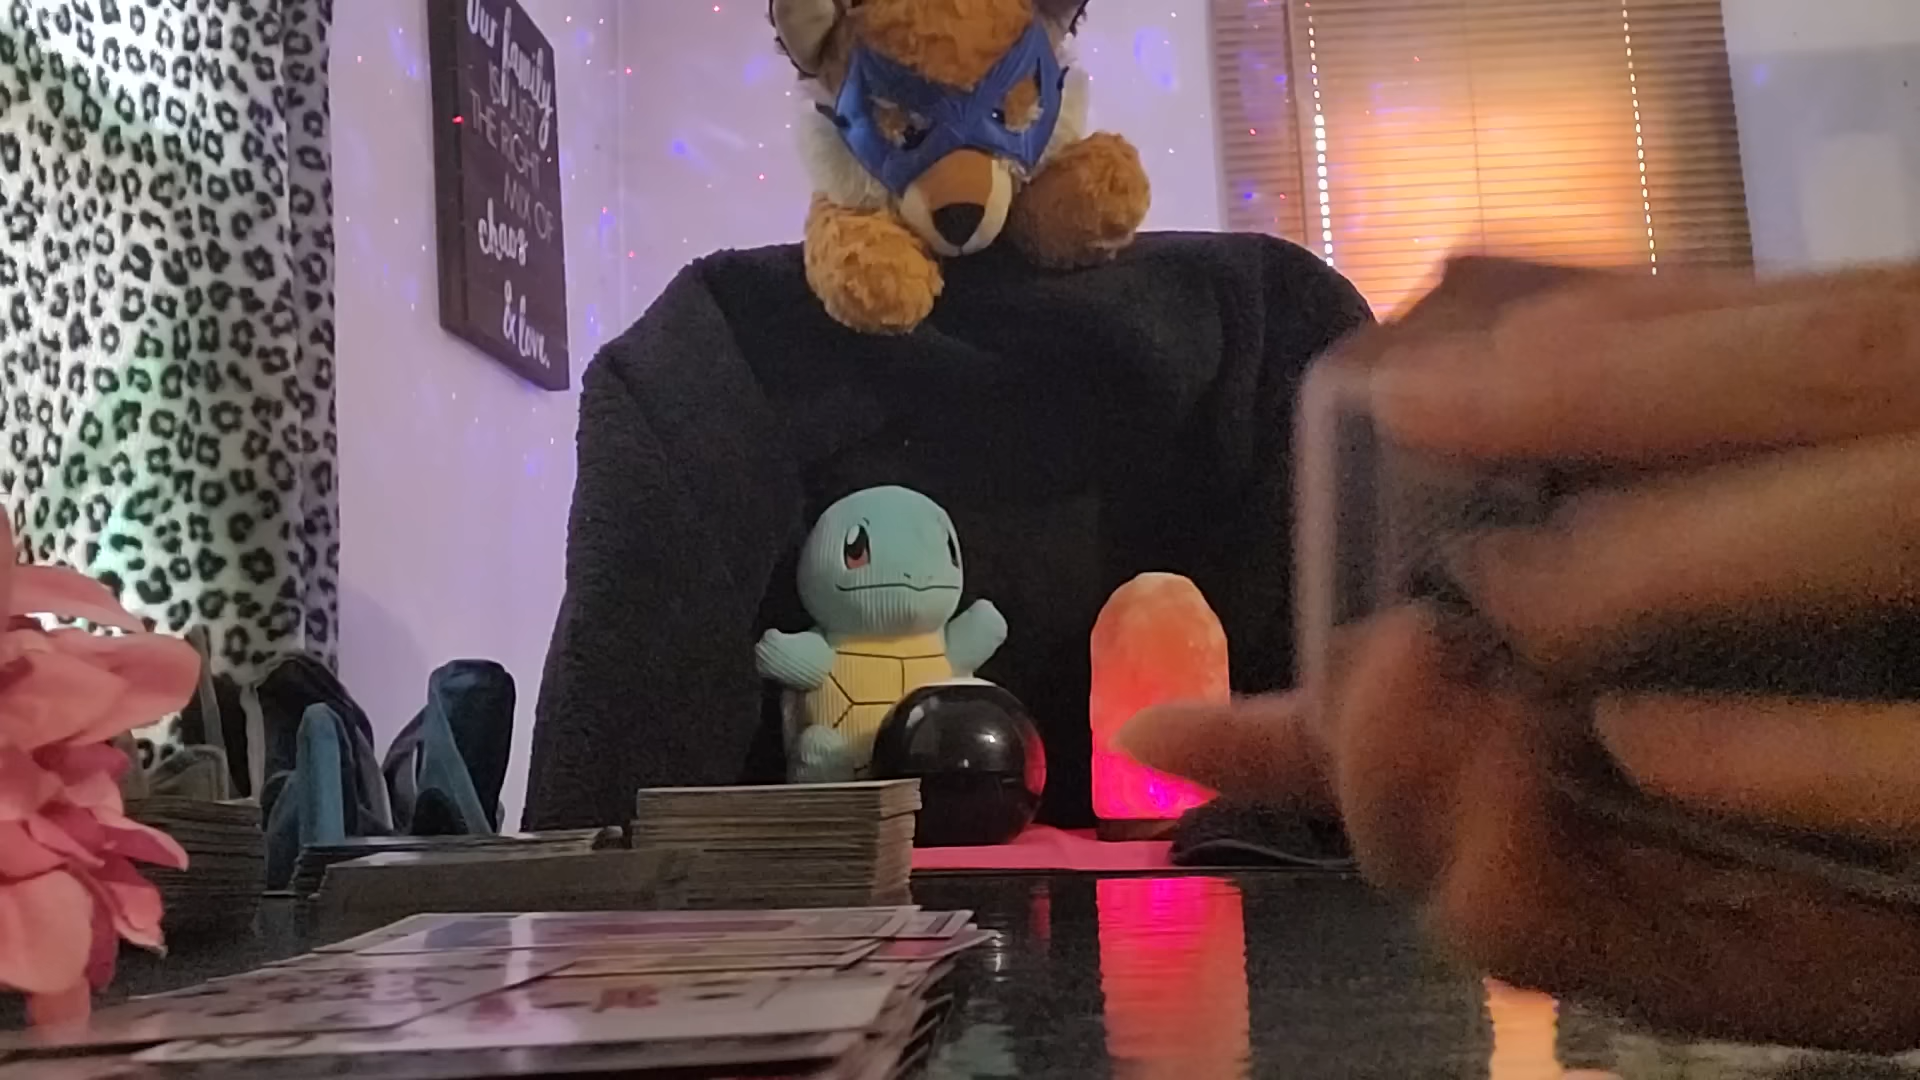 Our family
IS JUST
THE RIGHT
MIX OF
chaos
& love.